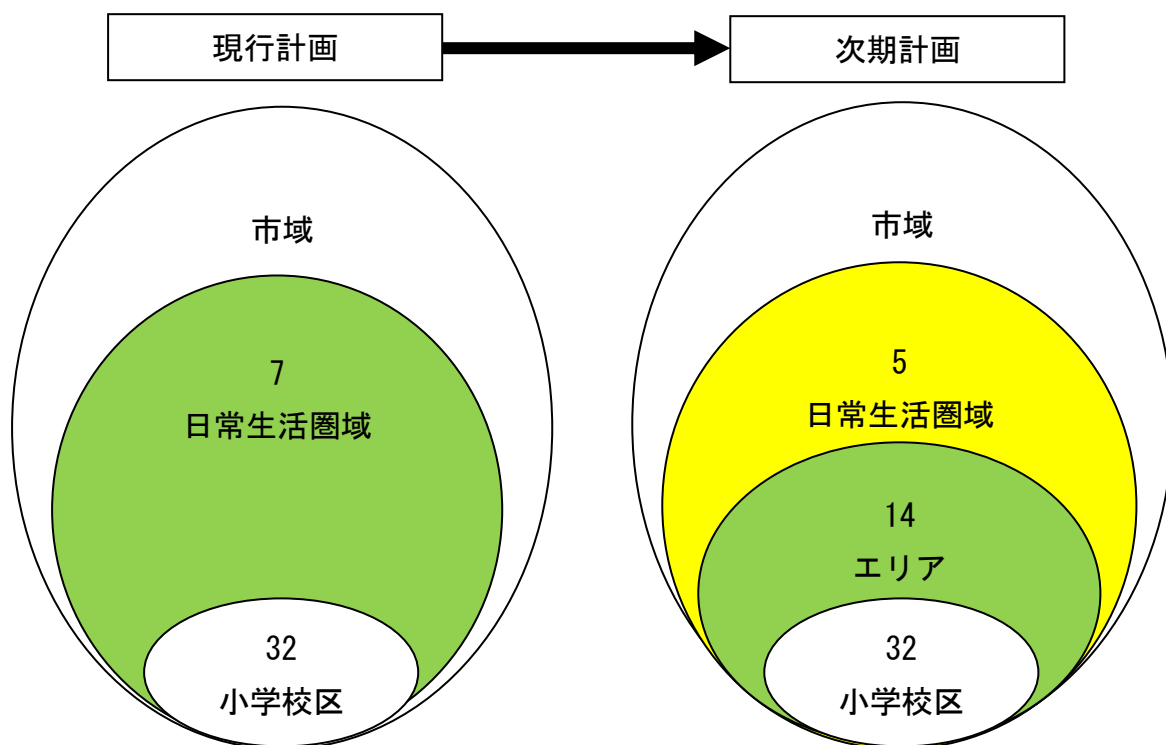 現行計画
次期計画
市域
7
日常生活圏域
32
小学校区
市域
5
日常生活圏域
14
エリア
32
小学校区